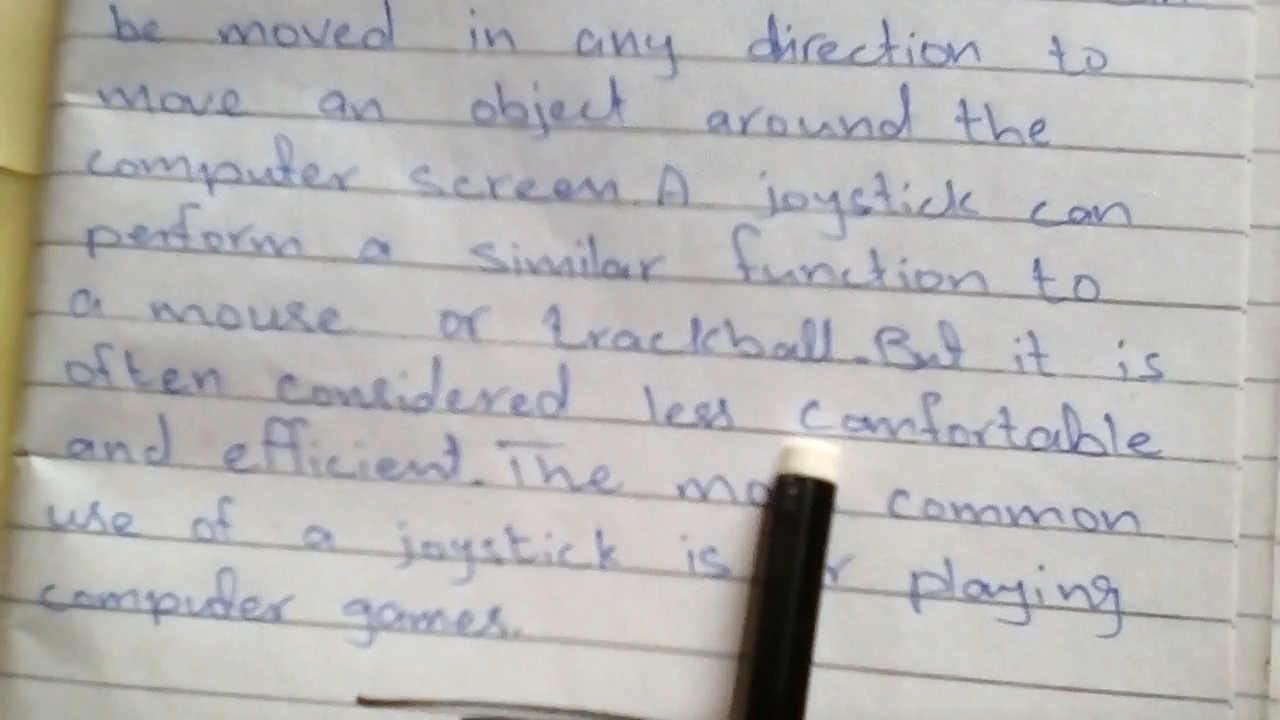 be moved in any direction to
move an object around the
computer screen. A joystick can
perform a similar function to
a mouse or trackball. But it is
often considered less comfortable
and efficient. The common
use of a joystick is playing
computer games.